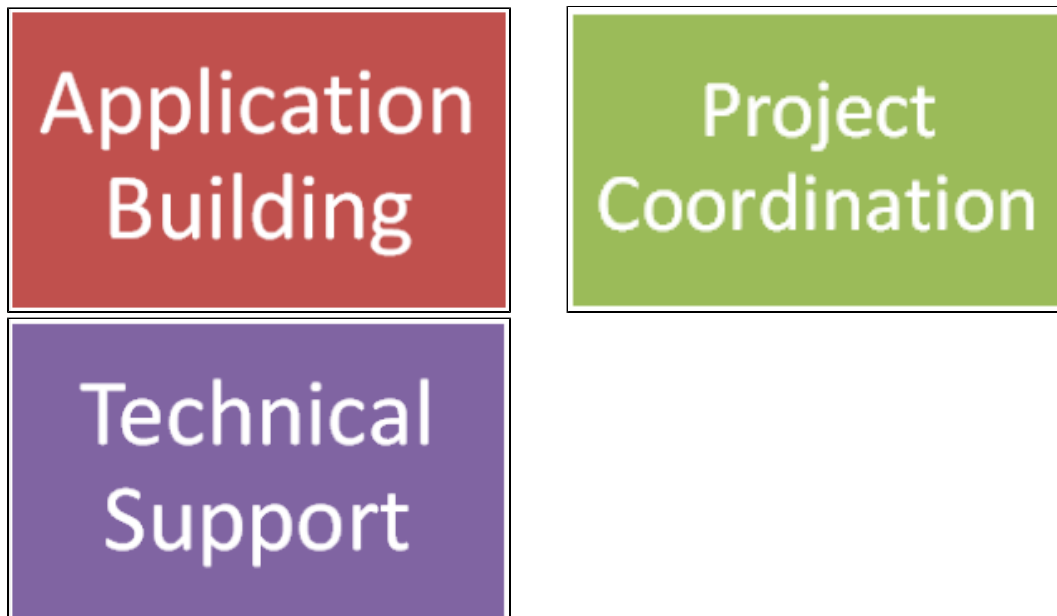 Application
Building
Project
Coordination
Technical
Support